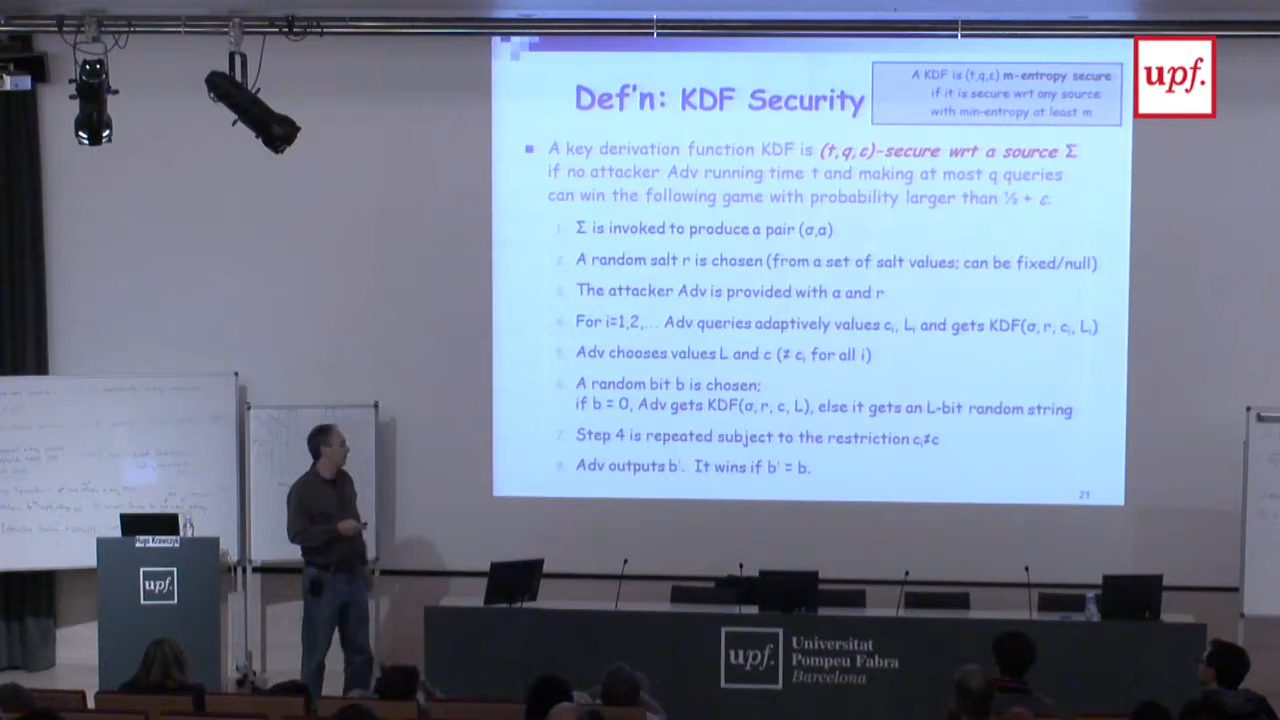 Def'n: KDF Security
A KDF is (t,q,ε) m-entropy secure
if it is secure wrt any source
with min-entropy at least m
upf.
A key derivation function KDF is (t,q,ε)-secure wrt a source Σ
if no attacker Adv running time t and making at most q queries
can win the following game with probability larger than ½ + ε.
1. Σ is invoked to produce a pair (σ,α)
2. A random salt r is chosen (from a set of salt values; can be fixed/null)
3. The attacker Adv is provided with α and r
4. For i=1,2,... Adv queries adaptively values cᵢ, Lᵢ and gets KDF(σ, r, cᵢ, Lᵢ)
5. Adv chooses values L and c (≠ cᵢ for all i)
6. A random bit b is chosen;
if b = 0, Adv gets KDF(σ, r, c, L), else it gets an L-bit random string
7. Step 4 is repeated subject to the restriction cᵢ≠c
8. Adv outputs b'. It wins if b' = b.
21
Hugo Krawczyk
upf.
upf.
Universitat
Pompeu Fabra
Barcelona